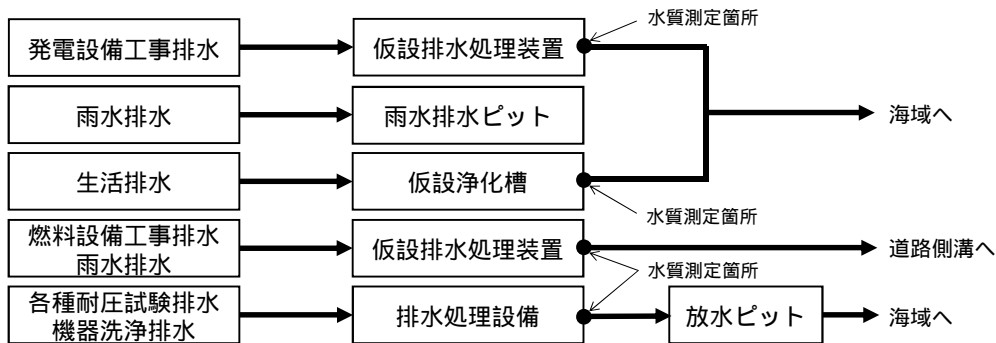 水質測定箇所
発電設備工事排水
仮設排水処理装置
雨水排水
雨水排水ピット
海域へ
生活排水
仮設浄化槽
水質測定箇所
燃料設備工事排水
雨水排水
仮設排水処理装置
道路側溝へ
水質測定箇所
各種耐圧試験排水
機器洗浄排水
排水処理設備
放水ピット
海域へ